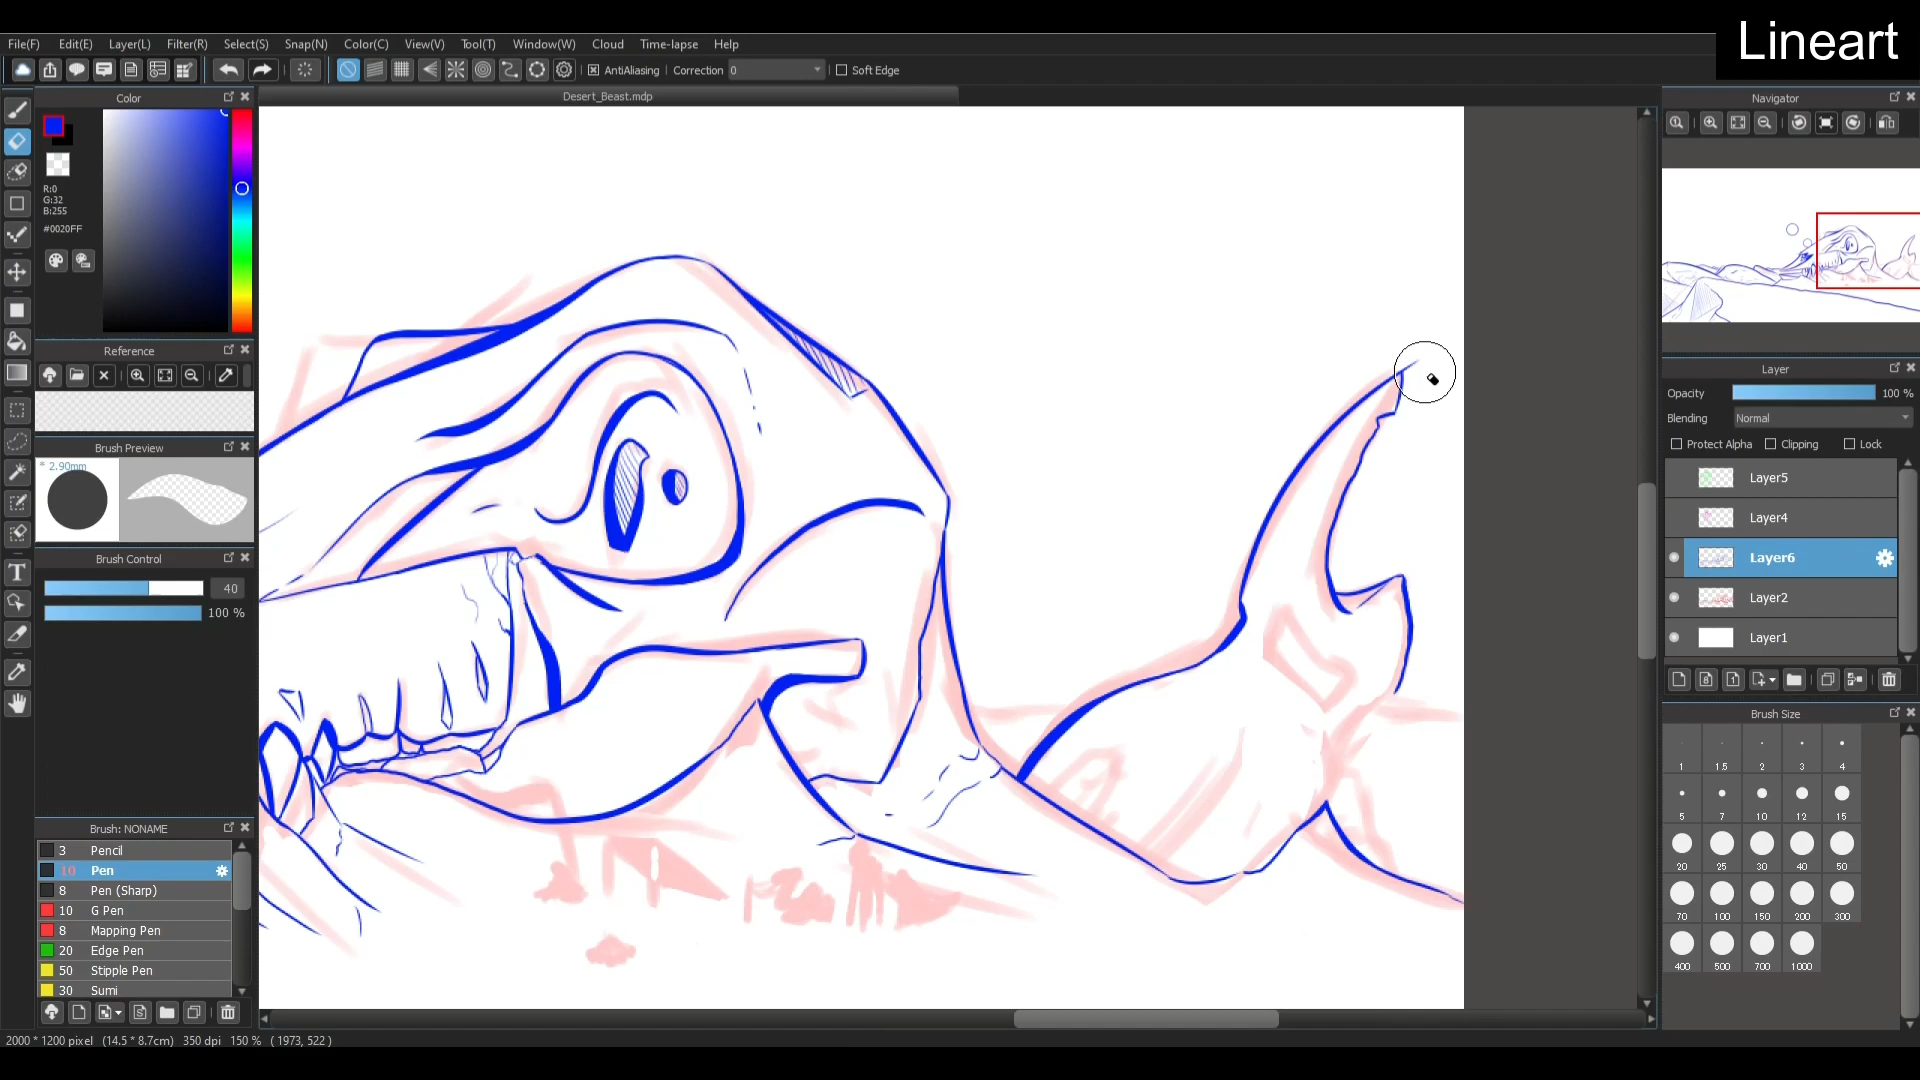 Lineart
File(F) Edit(E) Layer(L) Filter(R) Select(S) Snap(N) Color(C) View(V) Tool(T) Window(W) Cloud Time-lapse Help
AntiAliasing Correction 0 Soft Edge
Color
Desert_Beast.mdp
Navigator
R:0
G:32
B:255
#0020FF
Reference
Layer
Opacity 100 %
Blending Normal
Protect Alpha Clipping Lock
Brush Preview
* 2.90mm
Layer5
Layer4
Layer6
Layer2
Layer1
Brush Control
40
100 %
Brush Size
1 1.5 2 3 4
5 7 10 12 15
20 25 30 40 50
70 100 150 200 300
400 500 700 1000
Brush: NONAME
3 Pencil
10 Pen
8 Pen (Sharp)
10 G Pen
8 Mapping Pen
20 Edge Pen
50 Stipple Pen
30 Sumi
2000 * 1200 pixel (14.5 * 8.7cm) 350 dpi 150 % ( 1973, 522 )